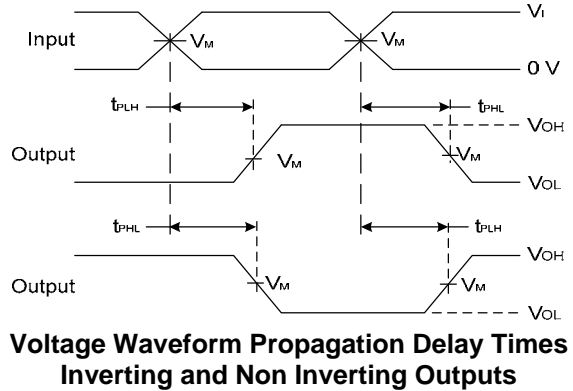 VI
Input VM VM
0 V
tPLH tPHL
VOH
Output VM VM
VOL
tPHL tPLH
VOH
Output VM VM
VOL
Voltage Waveform Propagation Delay Times
Inverting and Non Inverting Outputs